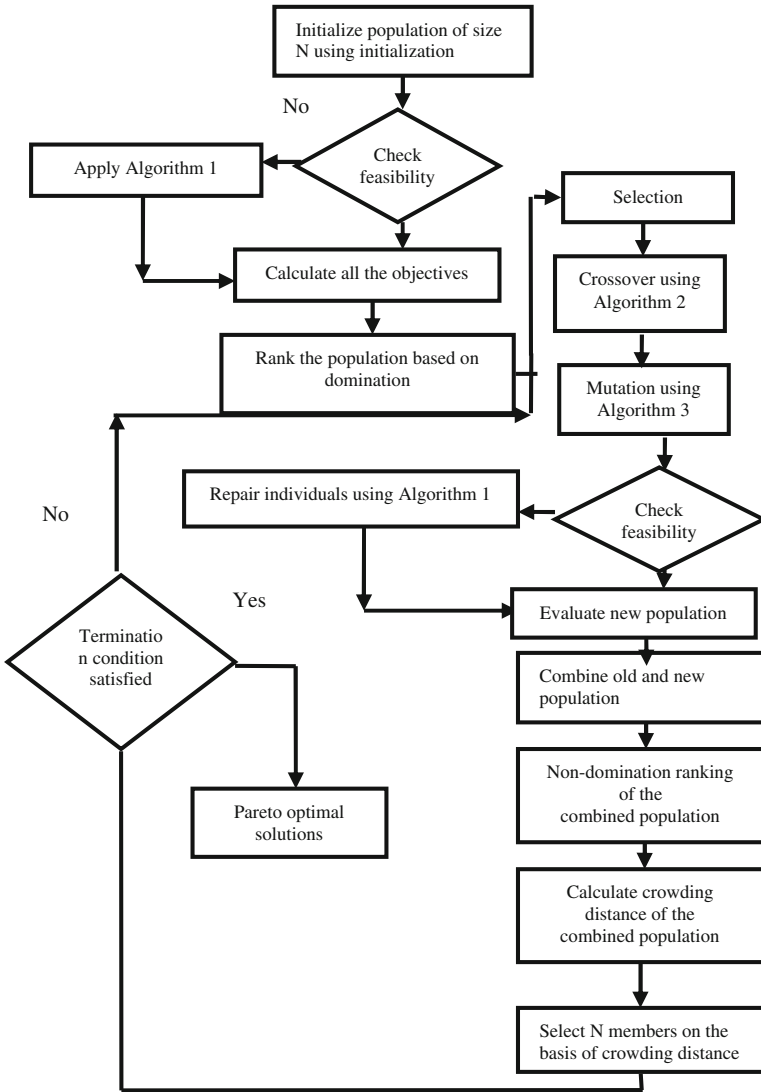 Initialize population of size
N using initialization
No
Check
feasibility
Apply Algorithm 1
Calculate all the objectives
Rank the population based on
domination
Selection
Crossover using
Algorithm 2
Mutation using
Algorithm 3
Check
feasibility
Repair individuals using Algorithm 1
Evaluate new population
Combine old and new
population
Non-domination ranking
of the
combined population
Calculate crowding
distance of the
combined population
Select N members on the
basis of crowding distance
No
Yes
Terminatio
n condition
satisfied
Pareto optimal
solutions